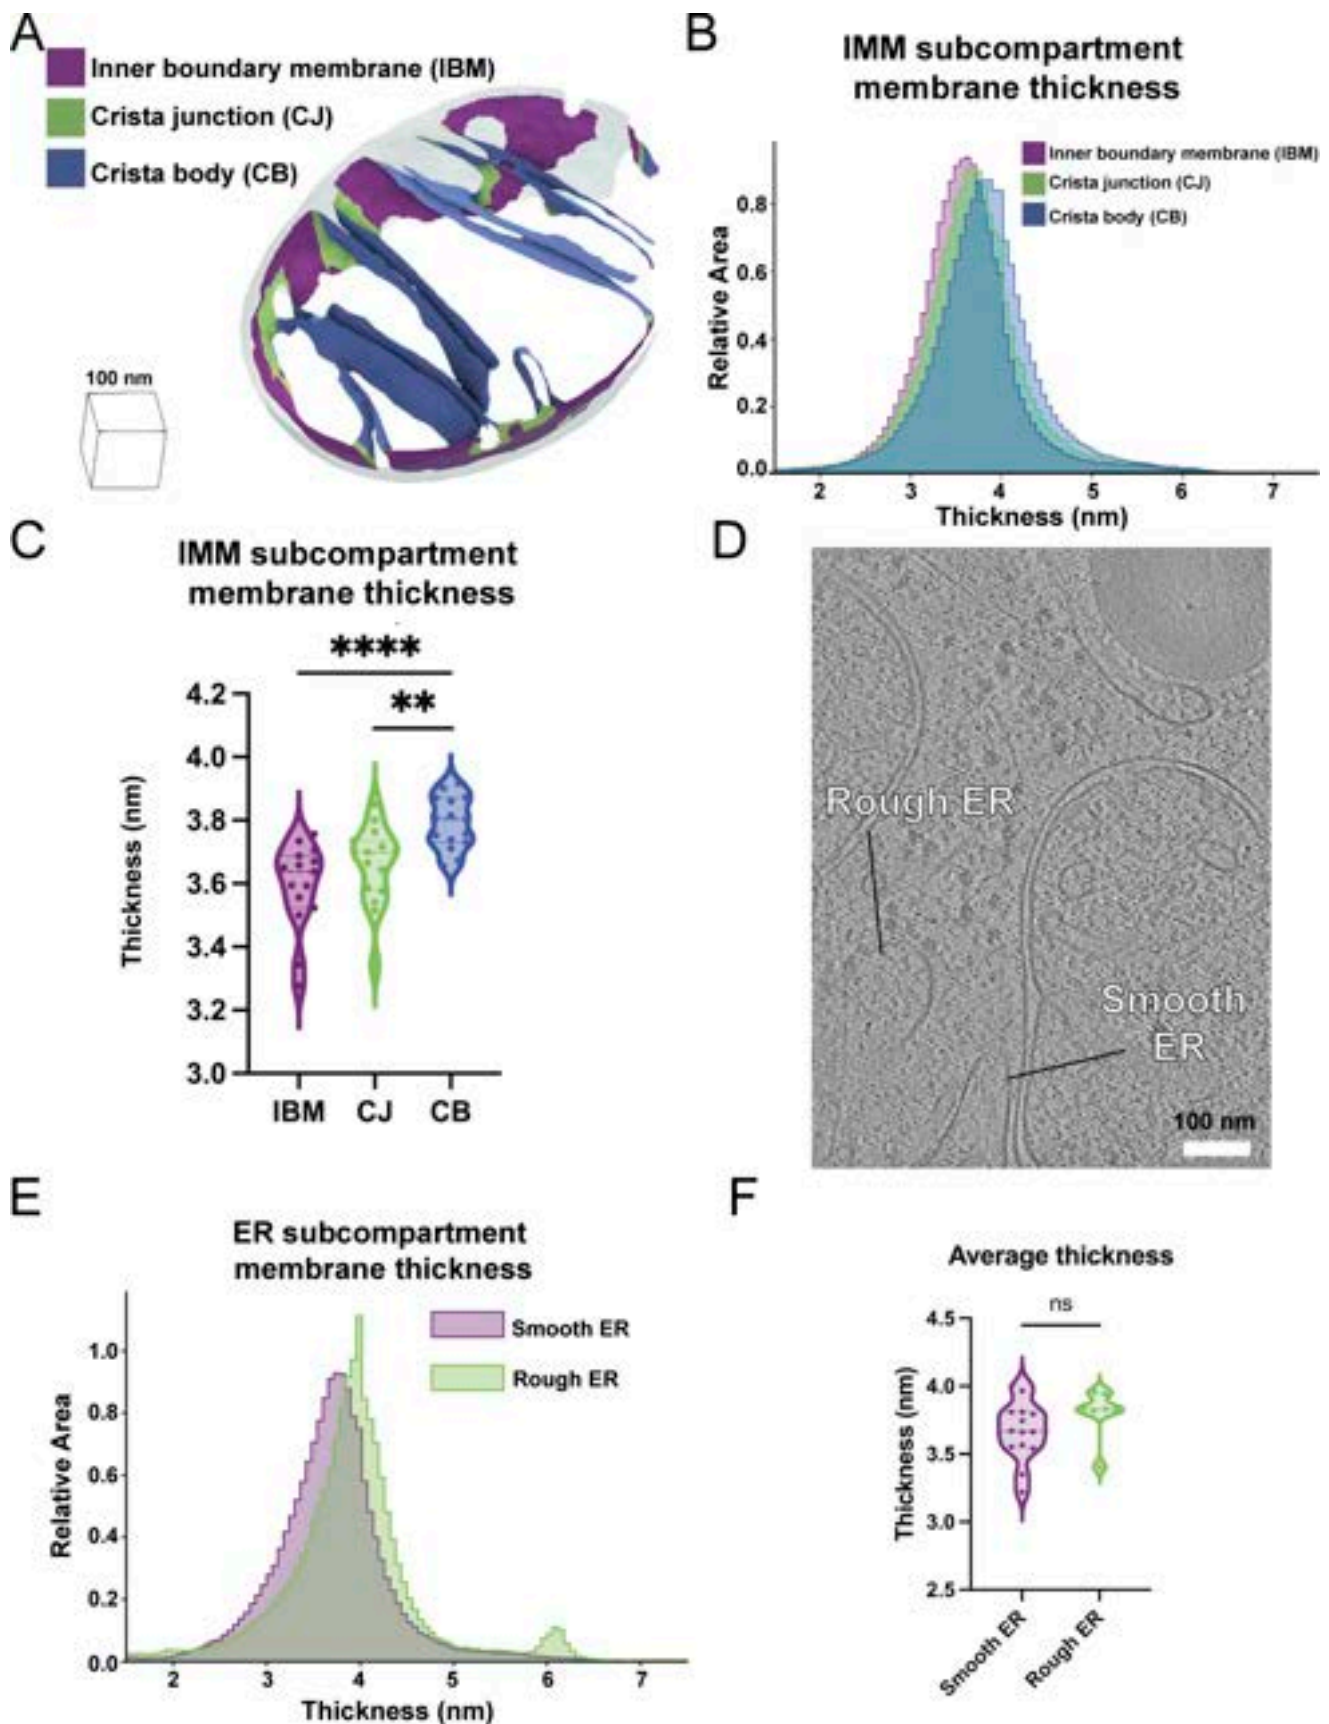 A
Inner boundary membrane (IBM)
Crista junction (CJ)
Crista body (CB)
100 nm
B
IMM subcompartment
membrane thickness
Inner boundary membrane (IBM)
Crista junction (CJ)
Crista body (CB)
Relative Area
0.8
0.6
0.4
0.2
0.0
2 3 4 5 6 7
Thickness (nm)
C
IMM subcompartment
membrane thickness
****
**
Thickness (nm)
4.2
4.0
3.8
3.6
3.4
3.2
3.0
IBM CJ CB
D
Rough ER
Smooth
ER
100 nm
E
ER subcompartment
membrane thickness
Smooth ER
Rough ER
Relative Area
1.0
0.8
0.6
0.4
0.2
0.0
2 3 4 5 6 7
Thickness (nm)
F
Average thickness
ns
Thickness (nm)
4.5
4.0
3.5
3.0
2.5
Smooth ER
Rough ER